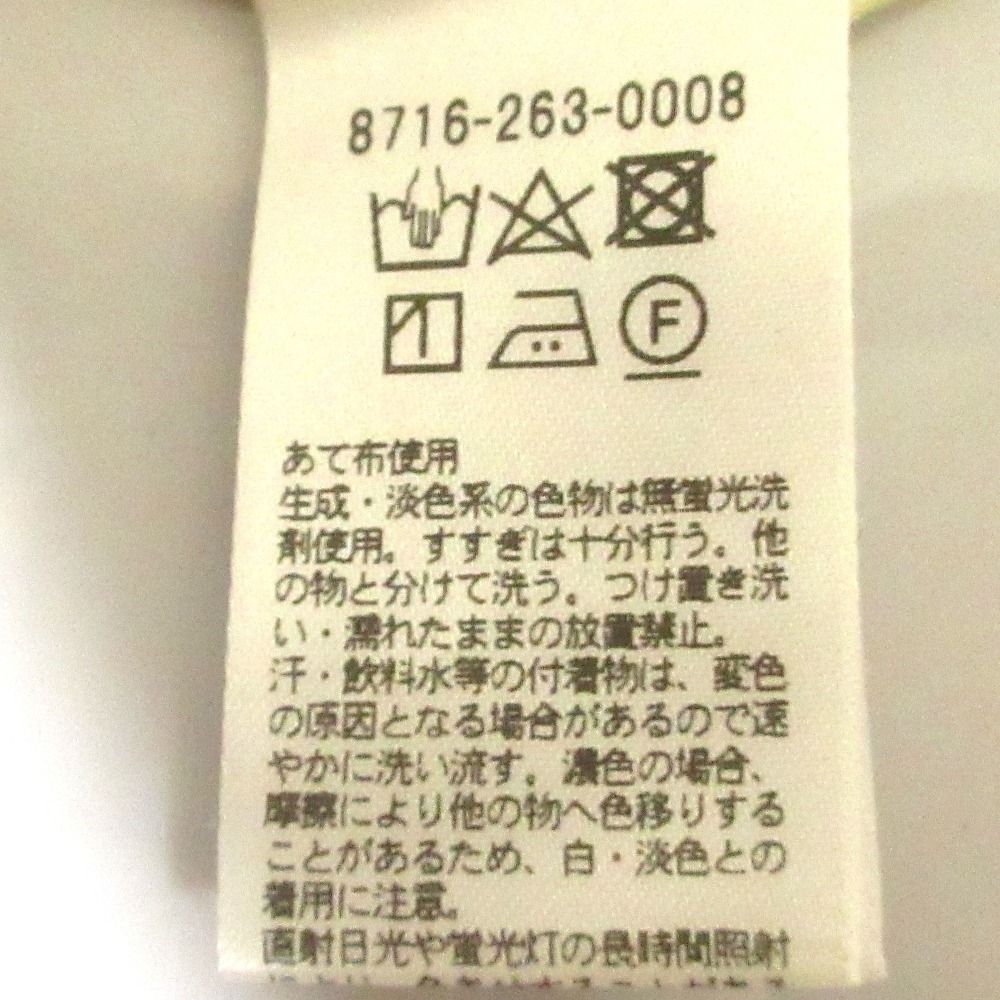 8716-263-0008
F
あて布使用
生成・淡色系の色物は無蛍光洗
剤使用。すすぎは十分行う。他
の物と分けて洗う。つけ置き洗
い・濡れたままの放置禁止。
汗・飲料水等の付着物は、変色
の原因となる場合があるので速
やかに洗い流す。濃色の場合、
摩擦により他の物へ色移りする
ことがあるため、白・淡色との
着用に注意。
直射日光や蛍光灯の長時間照射